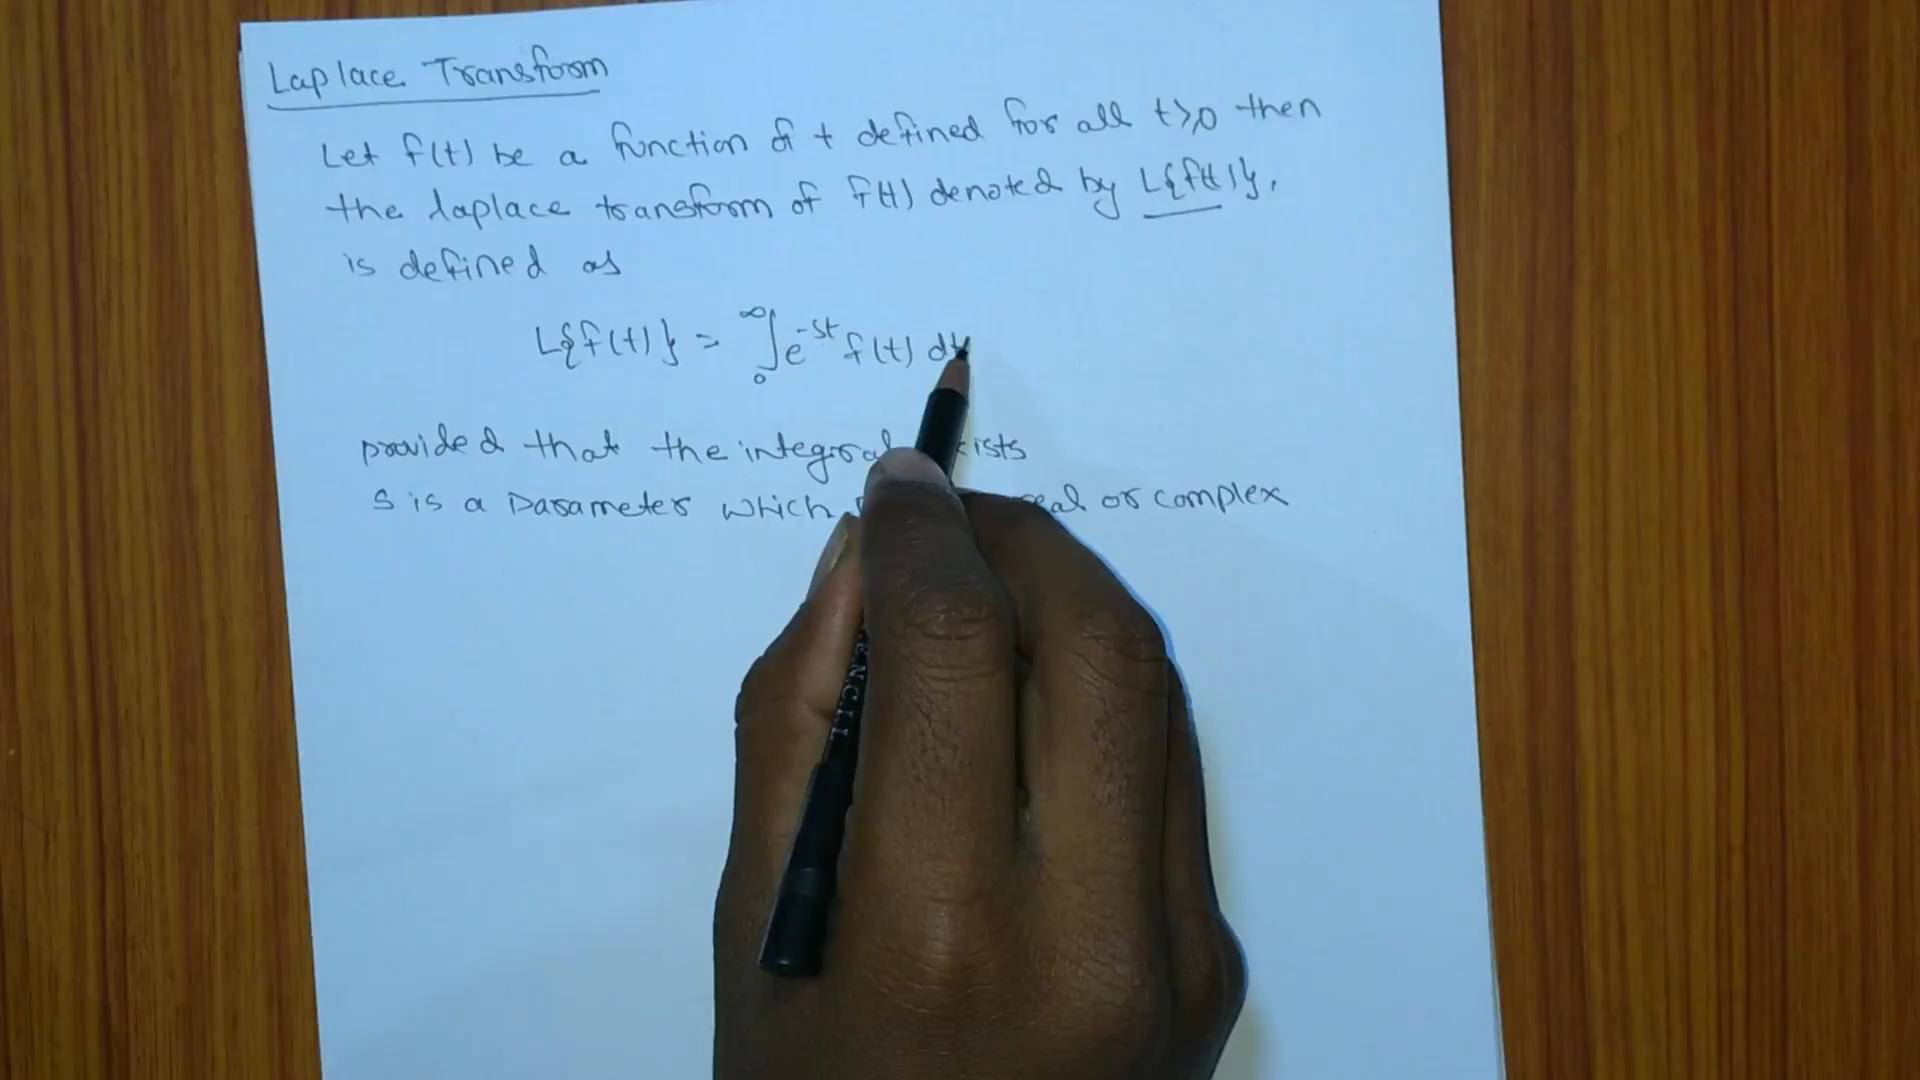 Laplace Transform
Let f(t) be a function of t defined for all t≥0 then
the laplace transform of f(t) denoted by L{f(t)},
is defined as
L{f(t)} = ∫₀^∞ e^{-st} f(t) dt
provided that the integral
s is a parameter which or complex